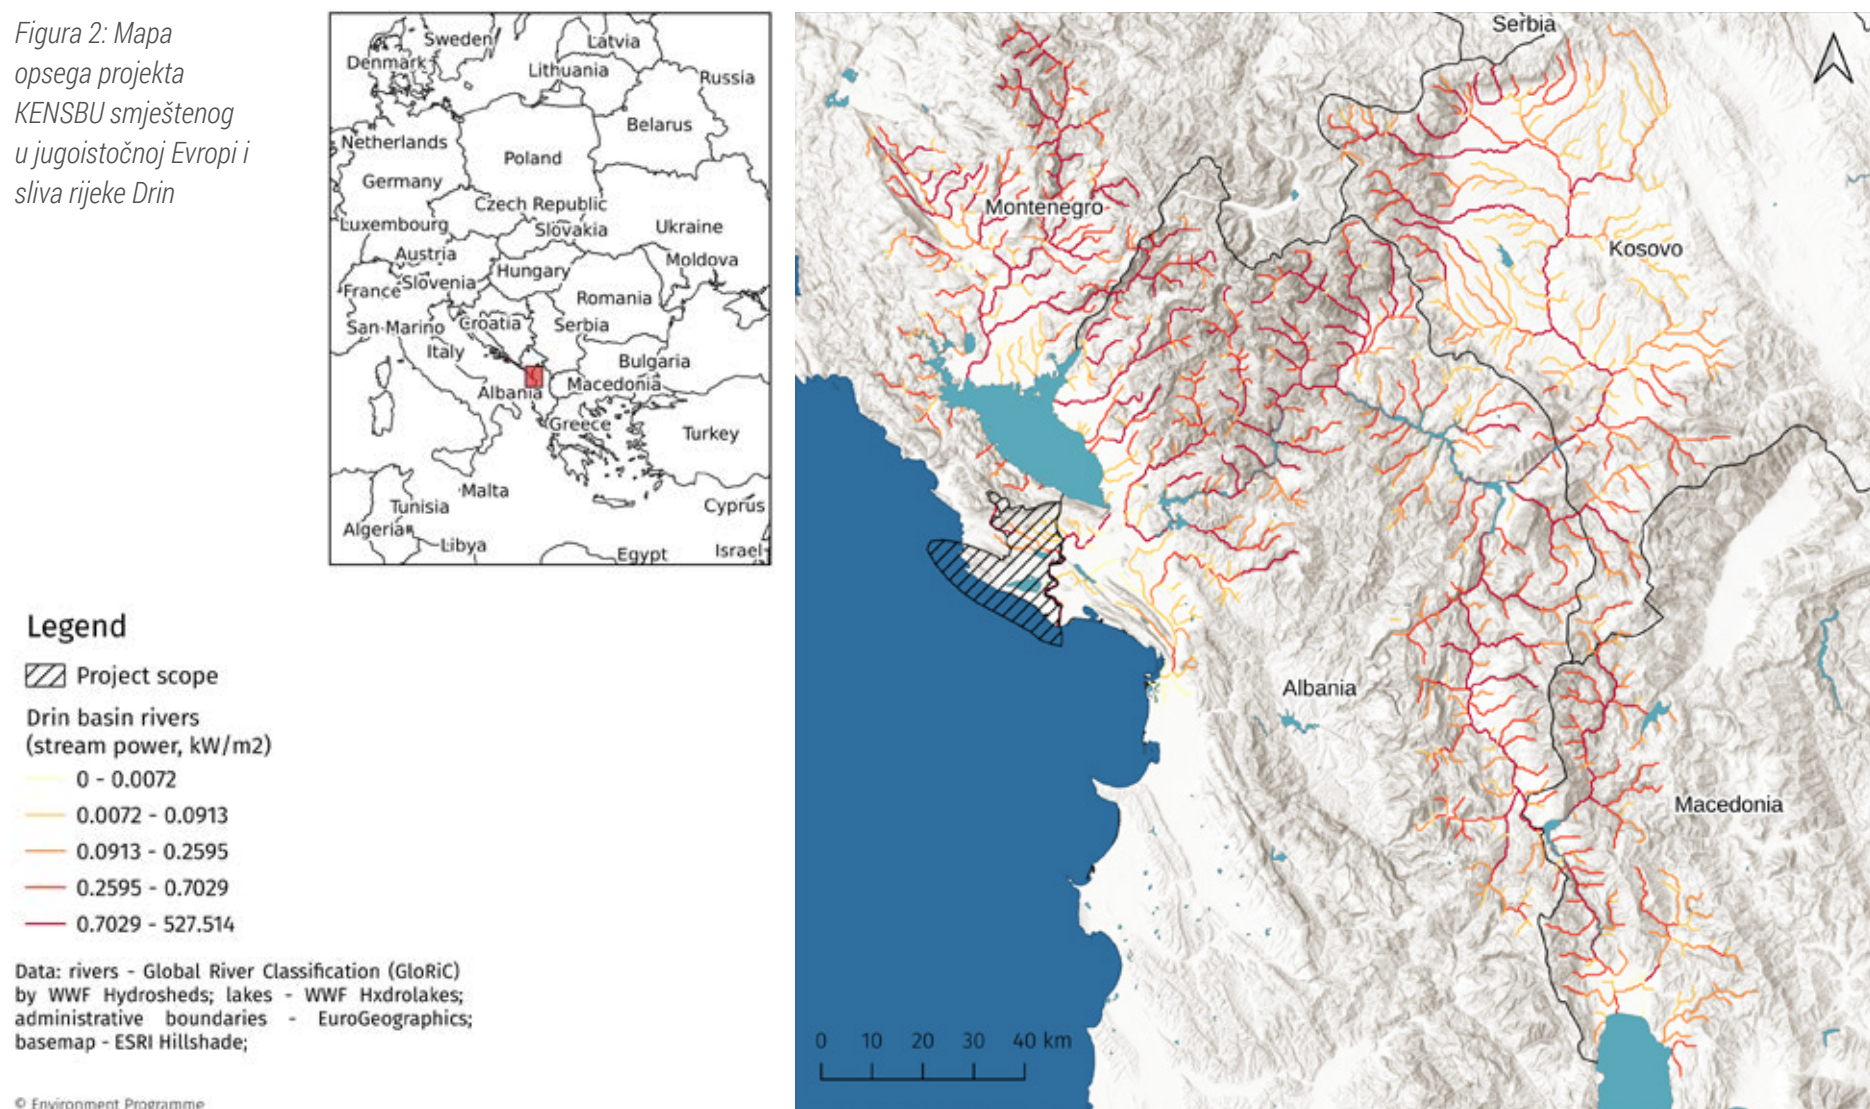 Figura 2: Mapa
opsega projekta
KENSBU smještenog
u jugoistočnoj Evropi i
sliva rijeke Drin
Sweden
Latvia
Denmark
Lithuania
Russia
Belarus
Netherlands
Poland
Germany
Czech Republic
Luxembourg
Slovakia
Ukraine
Austria
Moldova
Hungary
Slovenia
France
Romania
San Marino
Croatia
Serbia
Italy
Bulgaria
Albania
Macedonia
Greece
Turkey
Malta
Tunisia
Cyprus
Algeria
Libya
Egypt
Israel
Legend
Project scope
Drin basin rivers
(stream power, kW/m2)
0 - 0.0072
0.0072 - 0.0913
0.0913 - 0.2595
0.2595 - 0.7029
0.7029 - 527.514
Data: rivers - Global River Classification (GloRiC)
by WWF Hydrosheds; lakes - WWF Hxdrolakes;
administrative boundaries - EuroGeographics;
basemap - ESRI Hillshade;
© Environment Programme
Serbia
Montenegro
Kosovo
Albania
Macedonia
0 10 20 30 40 km